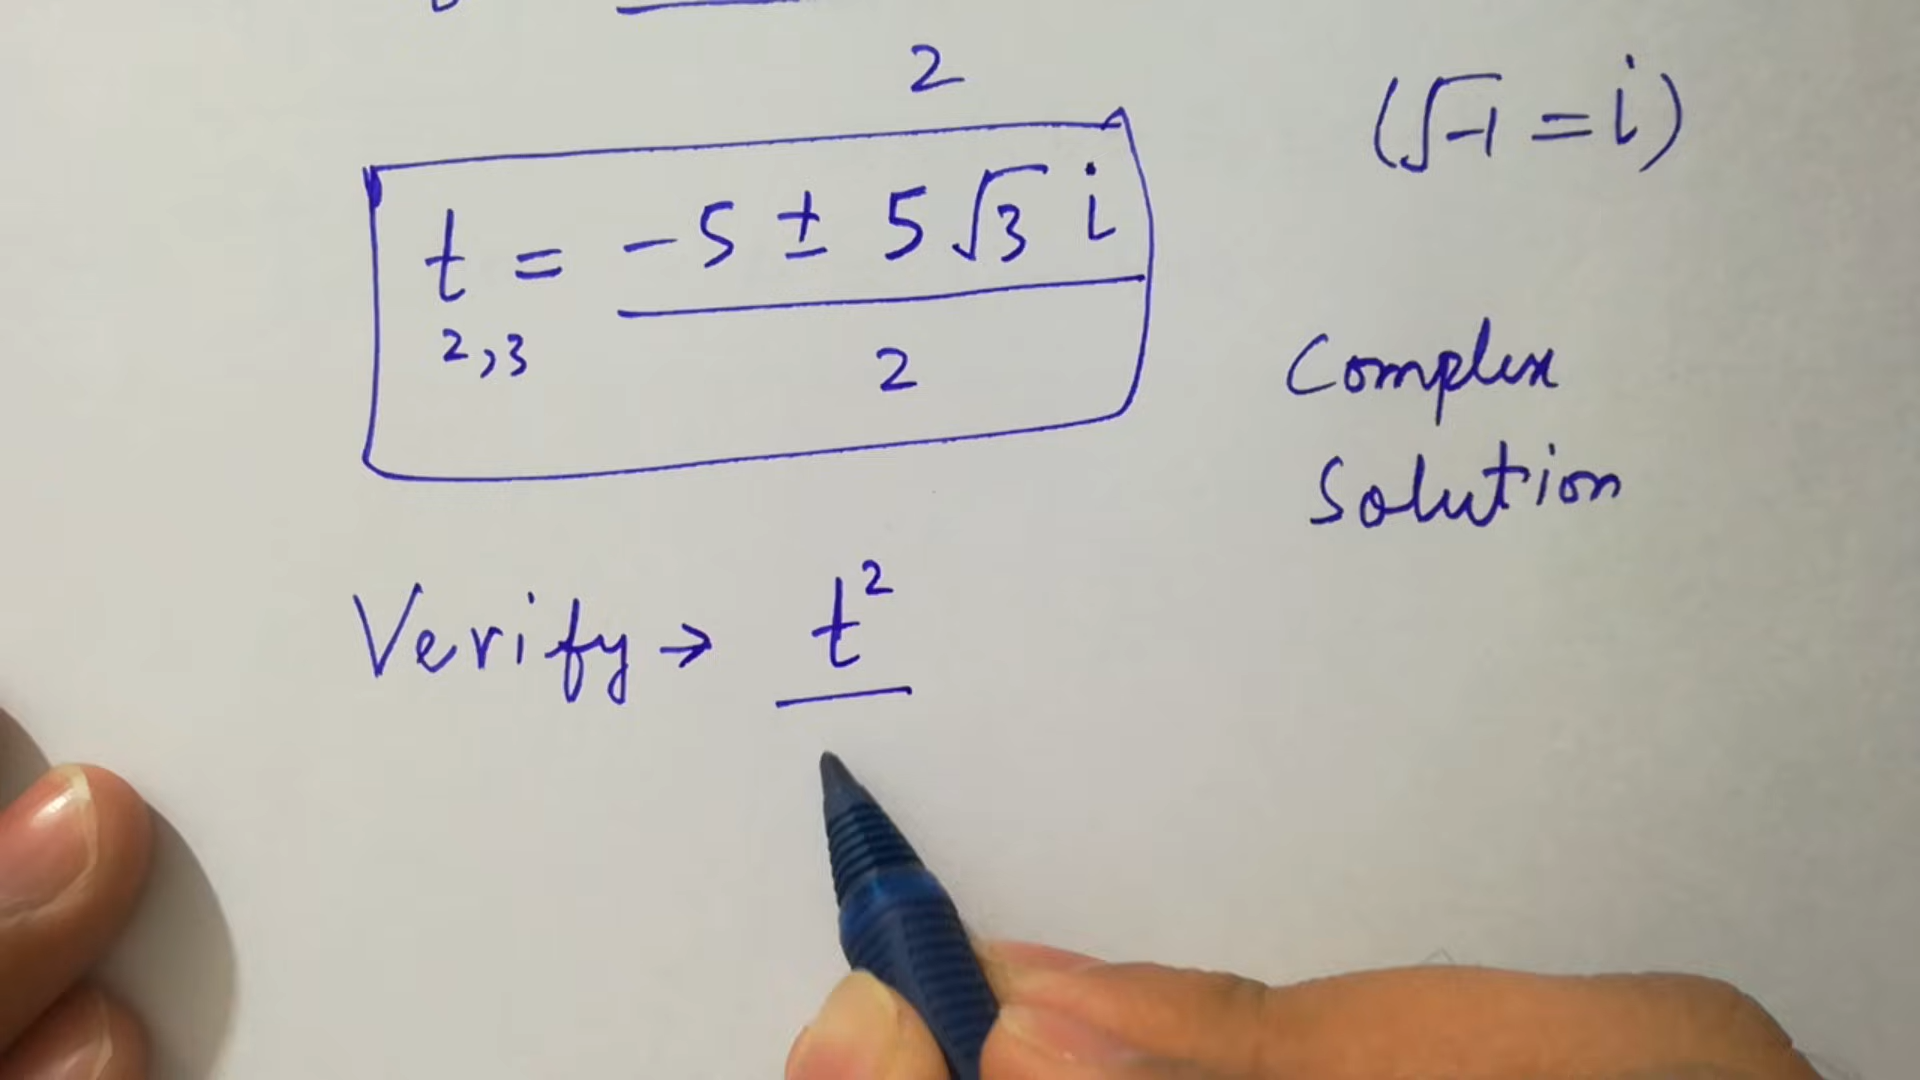 2
(√-1 = i)
t = -5 ± 5√3 i
2,3
2
Complex
Solution
Verify → t²